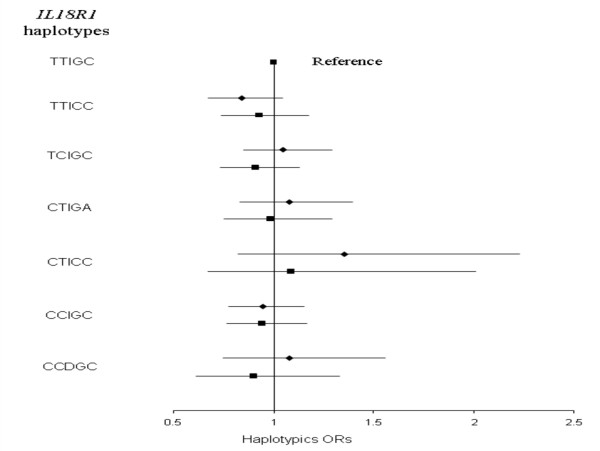 IL18R1
haplotypes
TTIGC Reference
TTICC
TCIGC
CTIGA
CTICC
CCIGC
CCDGC
0.5 1 1.5 2 2.5
Haplotypics ORs